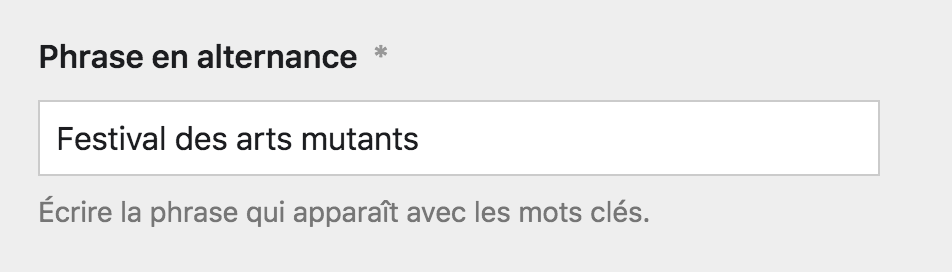 Phrase en alternance *
Festival des arts mutants
Écrire la phrase qui apparaît avec les mots clés.